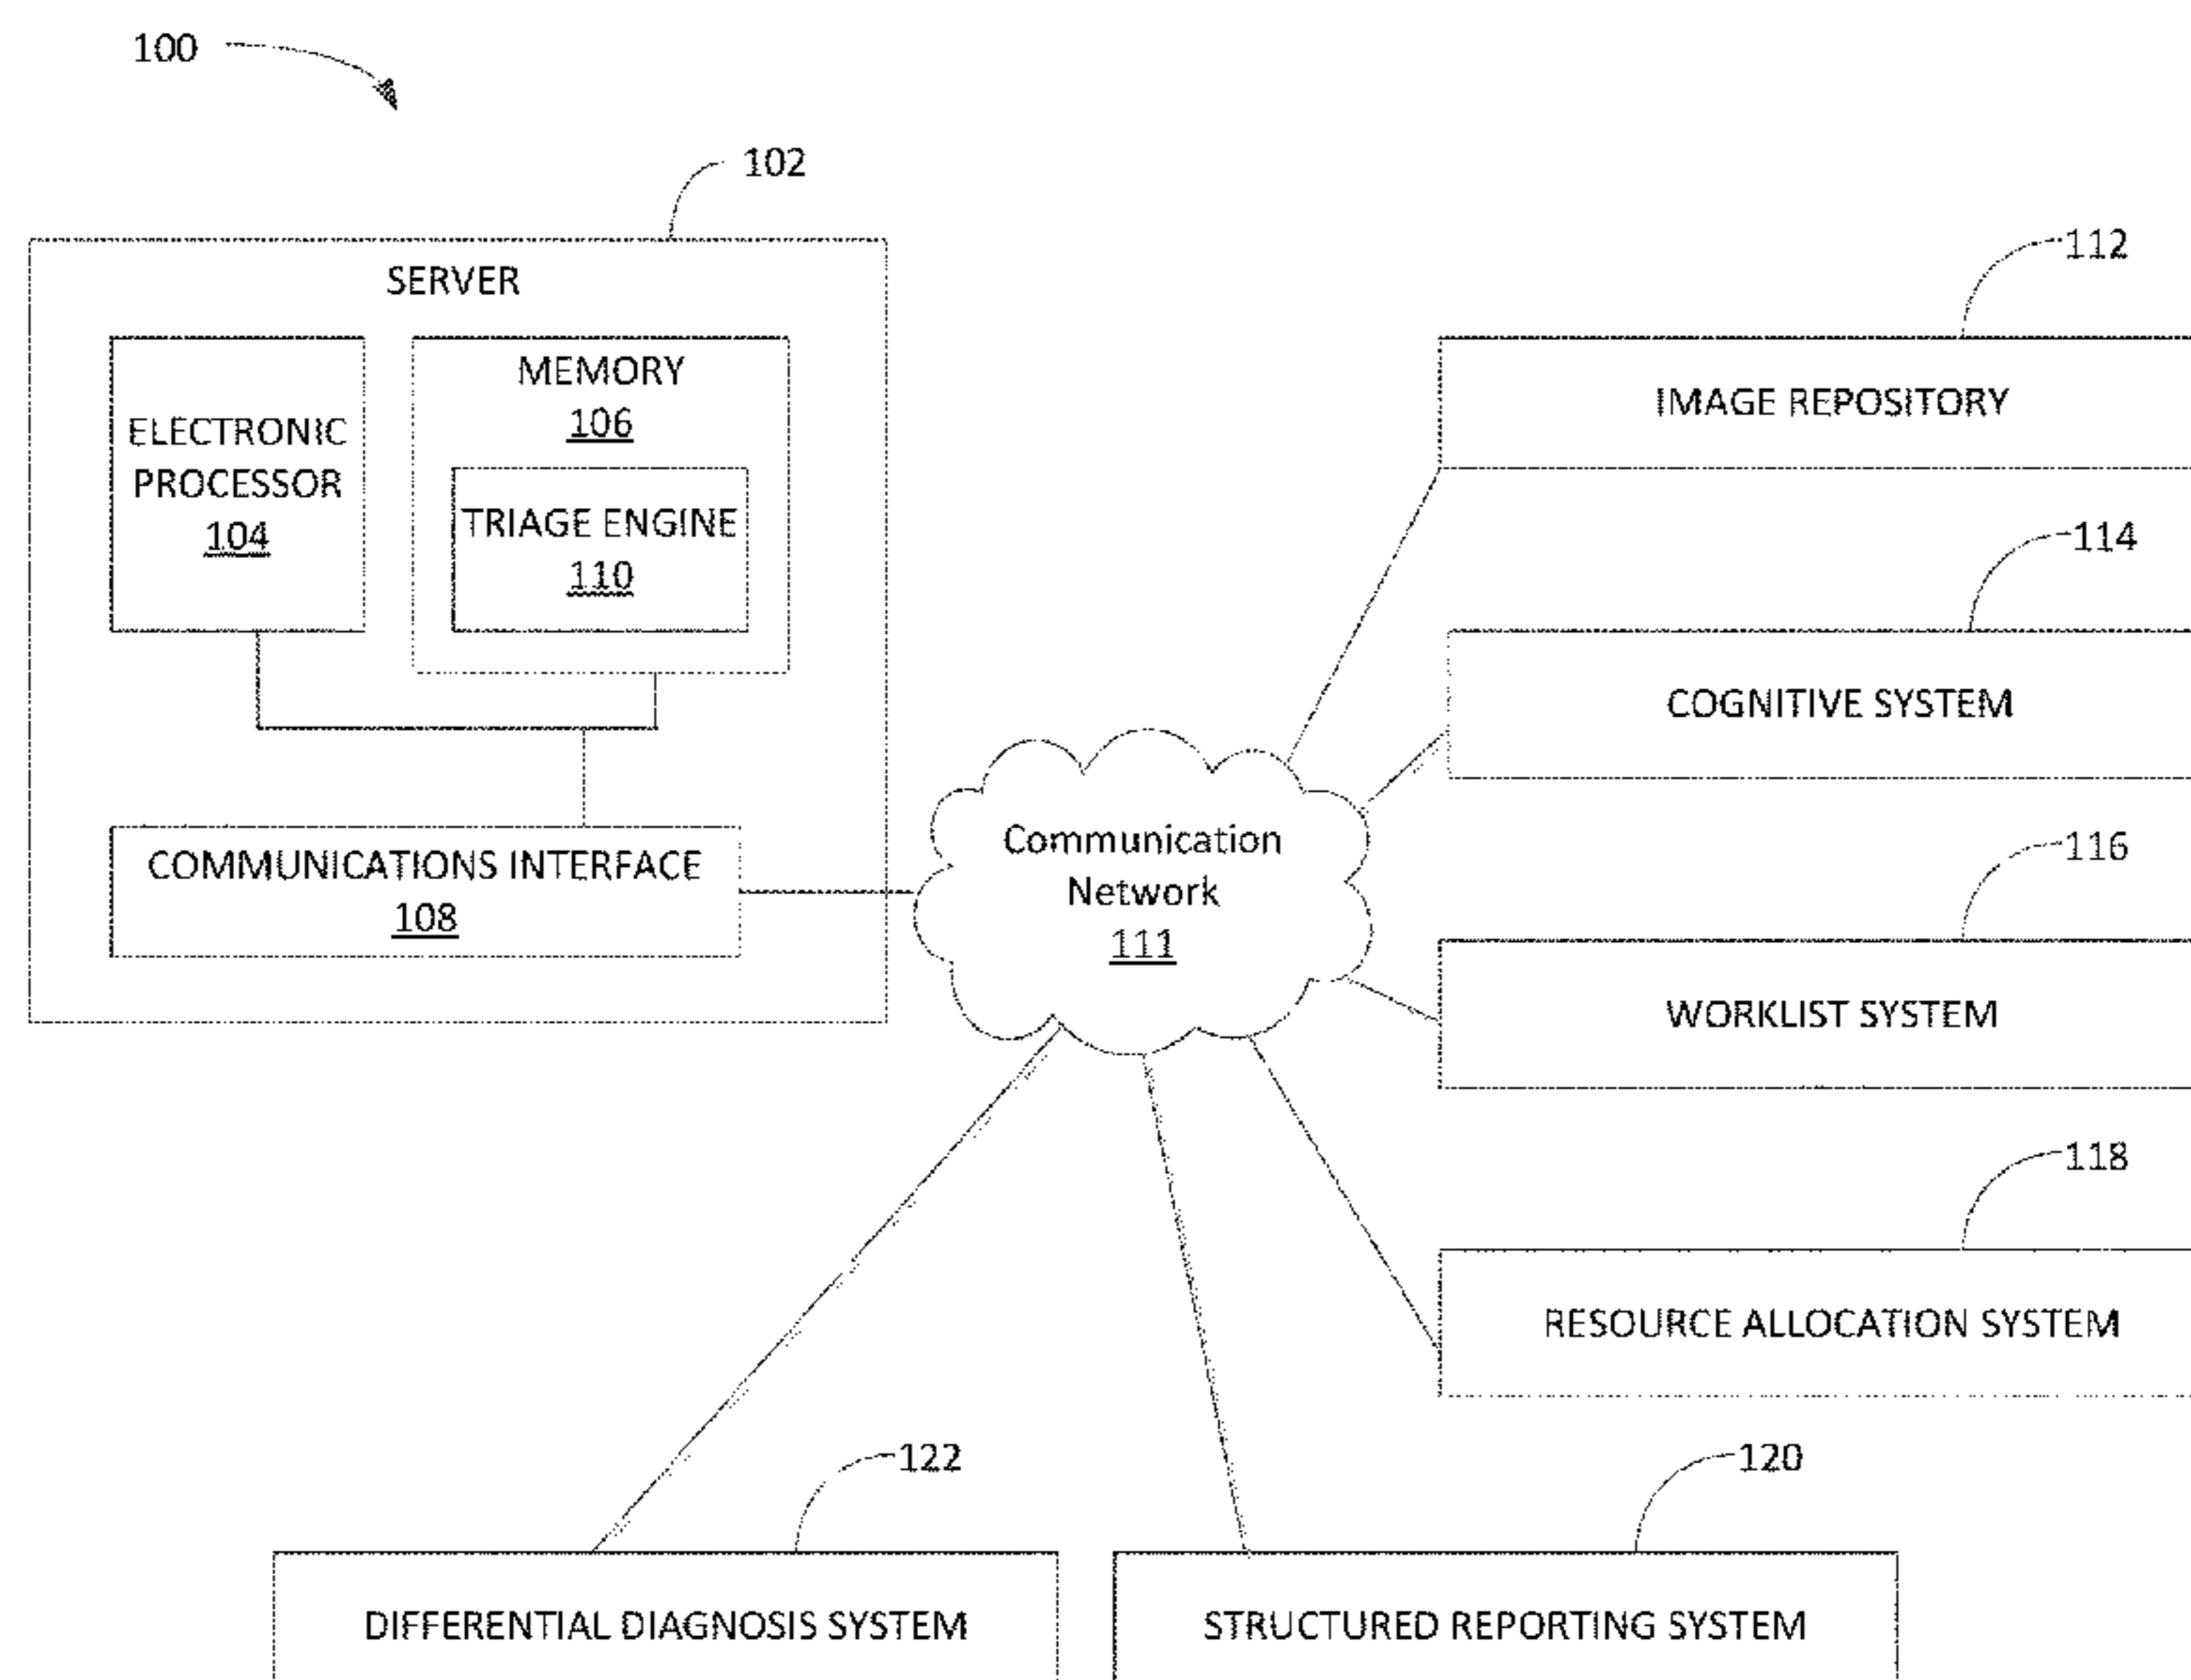 100
102
SERVER
ELECTRONIC
PROCESSOR
104
MEMORY
106
TRIAGE ENGINE
110
COMMUNICATIONS INTERFACE
108
Communication
Network
111
112
IMAGE REPOSITORY
114
COGNITIVE SYSTEM
116
WORKLIST SYSTEM
118
RESOURCE ALLOCATION SYSTEM
122
DIFFERENTIAL DIAGNOSIS SYSTEM
120
STRUCTURED REPORTING SYSTEM